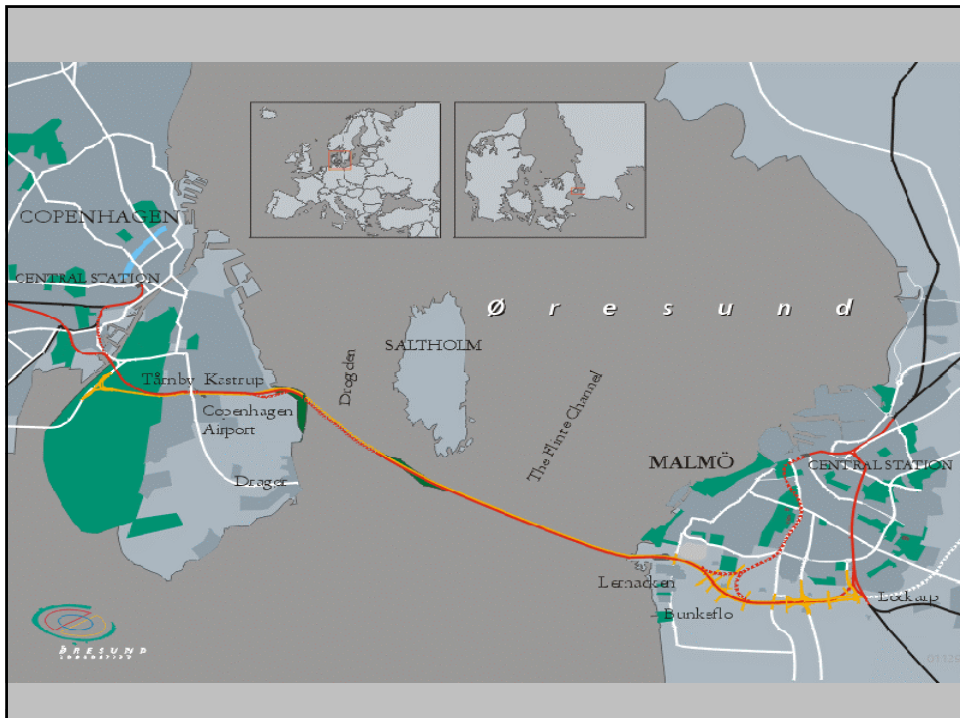 COPENHAGEN
CENTRAL STATION
Tårnby Kastrup
Copenhagen
Airport
Dragør
Drogden
SALTHOLM
Ø r e s u n d
The Flinte Channel
MALMÖ
CENTRAL STATION
Lernacken
Bunkeflo
Lockarp
ØRESUND